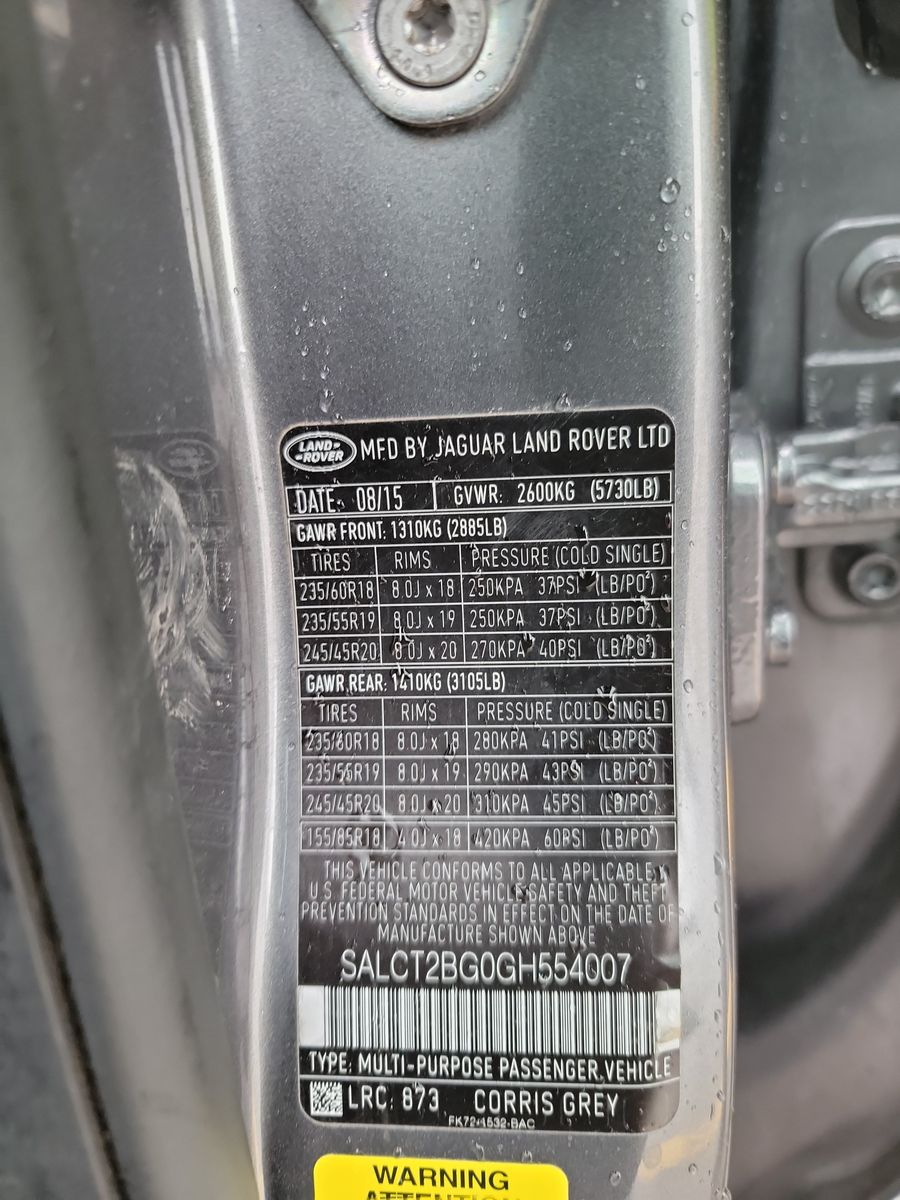 LAND-
ROVER
MFD BY JAGUAR LAND ROVER LTD
DATE: 08/15 GVWR: 2600KG (5730LB)
GAWR FRONT: 1310KG (2885LB)
TIRES RIMS PRESSURE (COLD SINGLE)
235/60R18 8.0J x 18 250KPA 37PSI (LB/PO²)
235/55R19 8.0J x 19 250KPA 37PSI (LB/PO²)
245/45R20 8.0J x 20 270KPA 40PSI (LB/PO²)
GAWR REAR: 1410KG (3105LB)
TIRES RIMS PRESSURE (COLD SINGLE)
235/60R18 8.0J x 18 280KPA 41PSI (LB/PO²)
235/55R19 8.0J x 19 290KPA 43PSI (LB/PO²)
245/45R20 8.0J x 20 310KPA 45PSI (LB/PO²)
155/85R18 4.0J x 18 420KPA 60PSI (LB/PO²)
THIS VEHICLE CONFORMS TO ALL APPLICABLE
U.S. FEDERAL MOTOR VEHICLE SAFETY AND THEFT
PREVENTION STANDARDS IN EFFECT ON THE DATE OF
MANUFACTURE SHOWN ABOVE
SALCT2BG0GH554007
TYPE: MULTI-PURPOSE PASSENGER VEHICLE
LRC: 873 CORRIS GREY
WARNING
ATTENTION